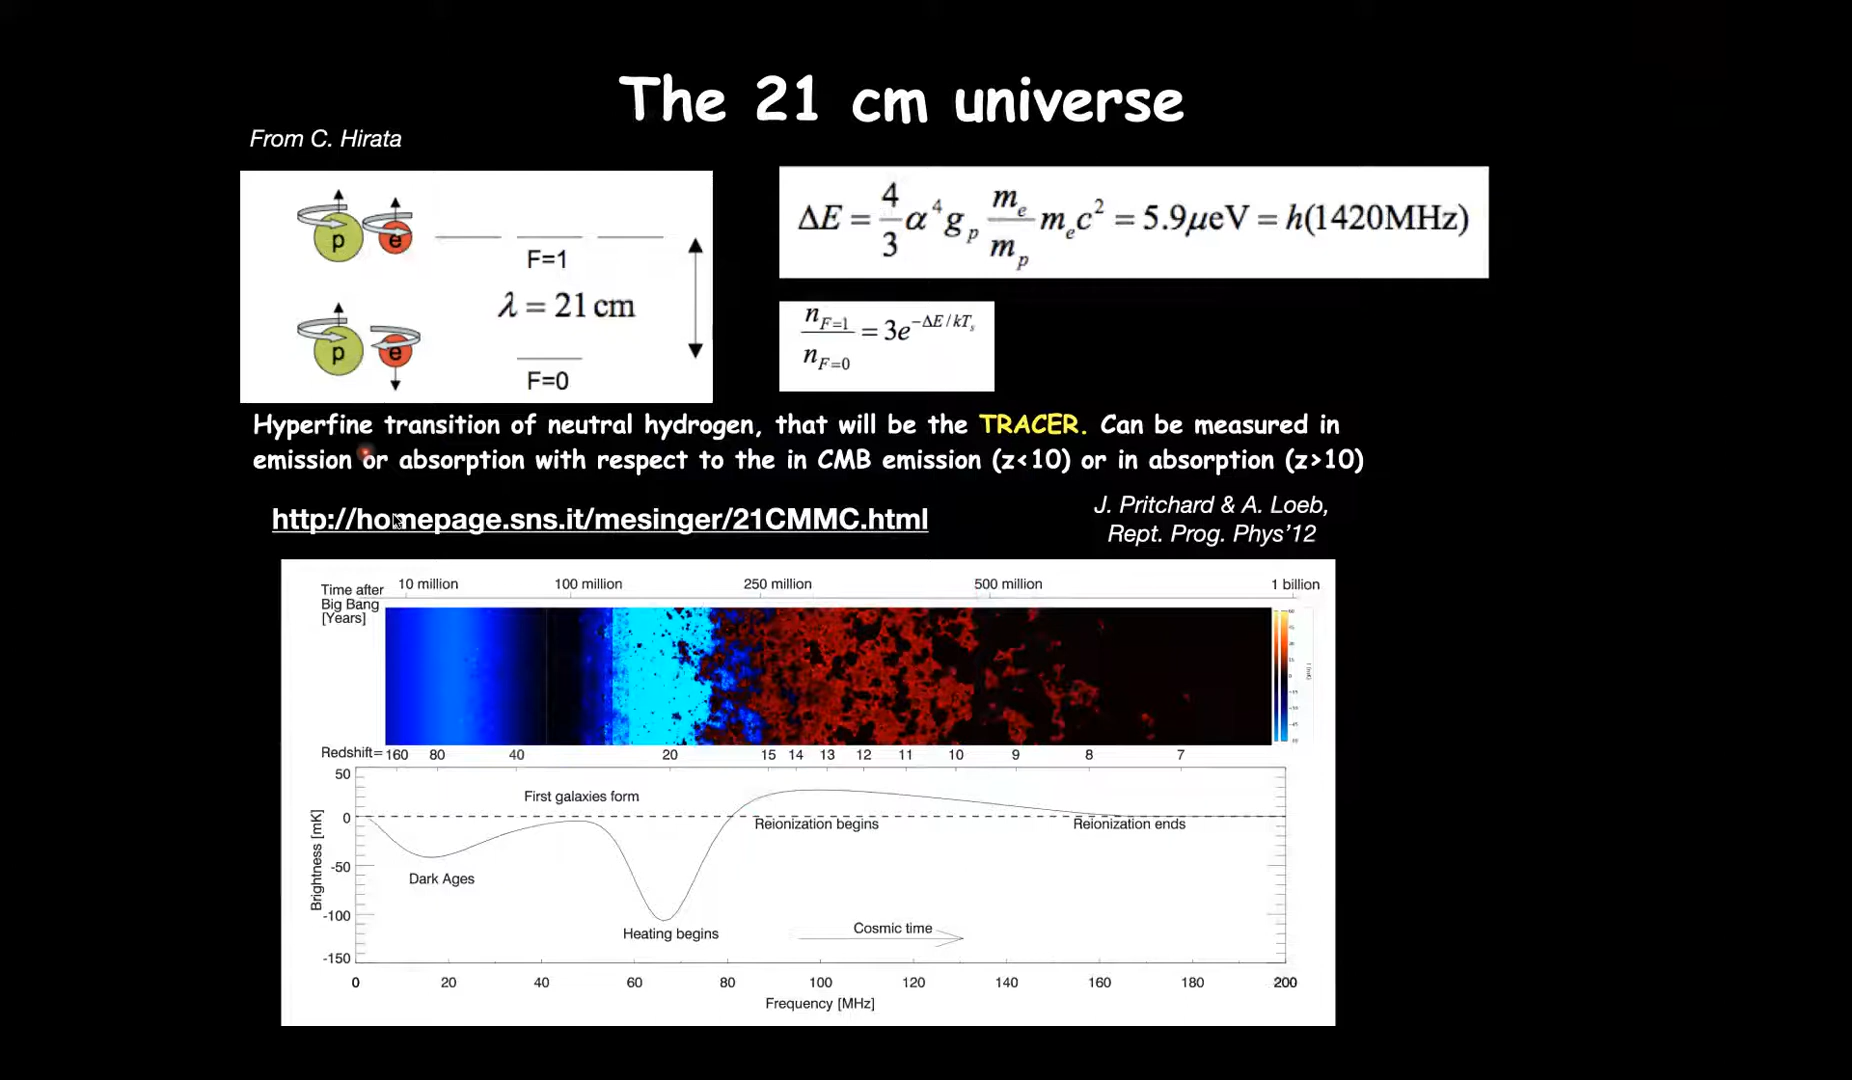 The 21 cm universe
From C. Hirata
p e
F=1
λ = 21 cm
p e
F=0
ΔE = 4/3 α⁴ g_p m_e/m_p m_e c² = 5.9μeV = h(1420MHz)
n_F=1/n_F=0 = 3e^(-ΔE/kT_s)
Hyperfine transition of neutral hydrogen, that will be the TRACER. Can be measured in
emission or absorption with respect to the in CMB emission (z<10) or in absorption (z>10)
http://homepage.sns.it/mesinger/21CMMC.html
J. Pritchard & A. Loeb,
Rept. Prog. Phys'12
Time after
Big Bang
[Years]
10 million 100 million 250 million 500 million 1 billion
Redshift= 160 80 40 20 15 14 13 12 11 10 9 8 7
50
0
-50
-100
-150
Brightness [mK]
First galaxies form
Reionization begins
Reionization ends
Dark Ages
Heating begins
Cosmic time
0 20 40 60 80 100 120 140 160 180 200
Frequency [MHz]